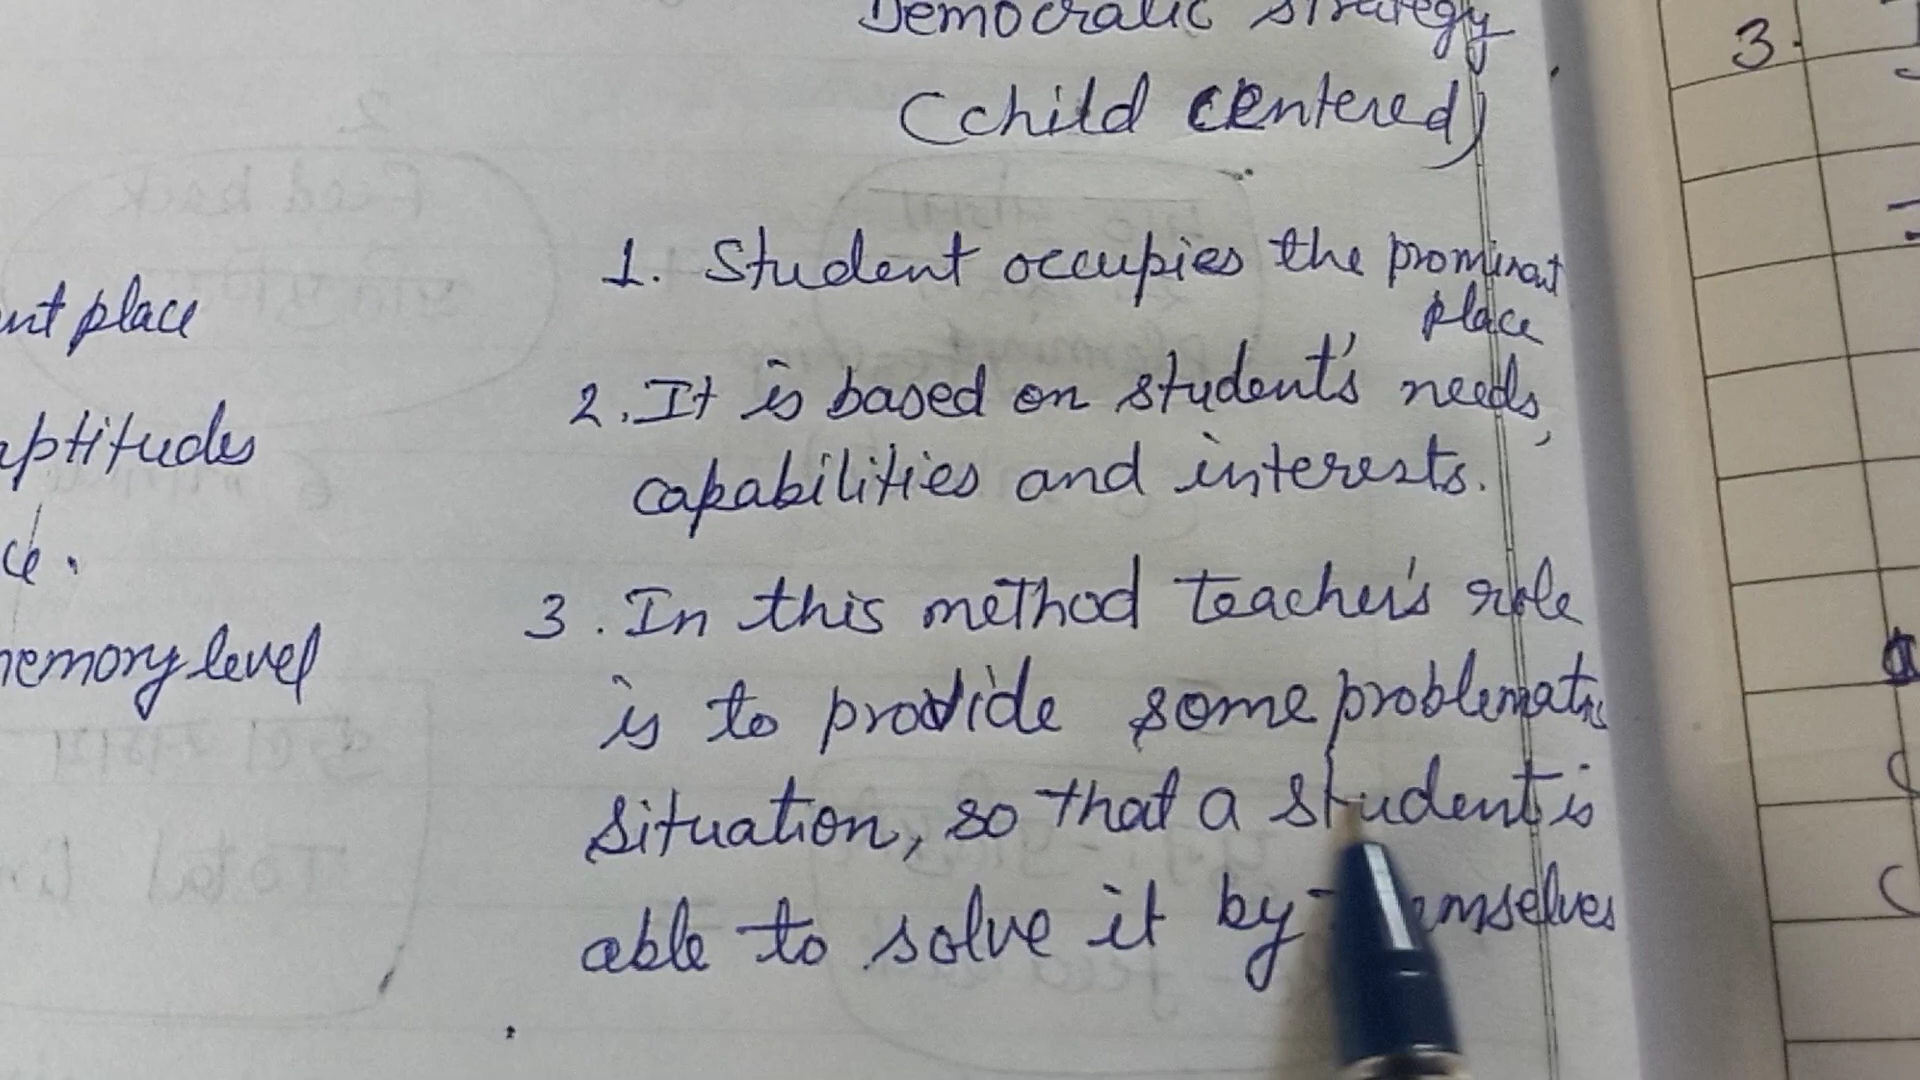 Democratic strategy
(child centered)
1. Student occupies the prominat
place
2. It is based on student's needs,
capabilities and interests.
3. In this method teacher's role
is to provide some problematic
situation, so that a student is
able to solve it by themselves
place
aptitudes
memory level
3.